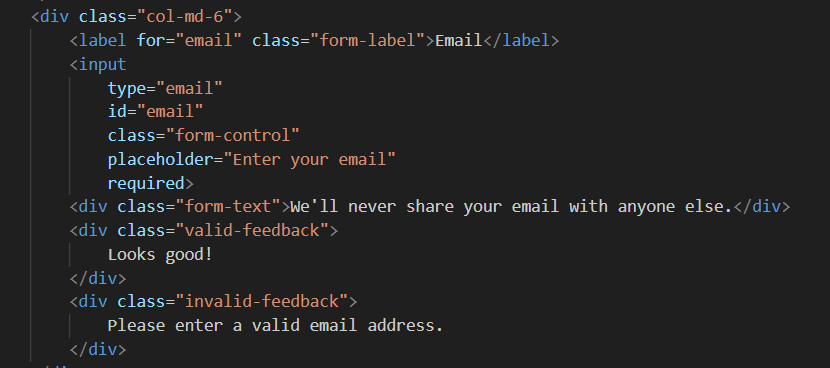 <div class="col-md-6">
<label for="email" class="form-label">Email</label>
<input
type="email"
id="email"
class="form-control"
placeholder="Enter your email"
required>
<div class="form-text">We'll never share your email with anyone else.</div>
<div class="valid-feedback">
Looks good!
</div>
<div class="invalid-feedback">
Please enter a valid email address.
</div>